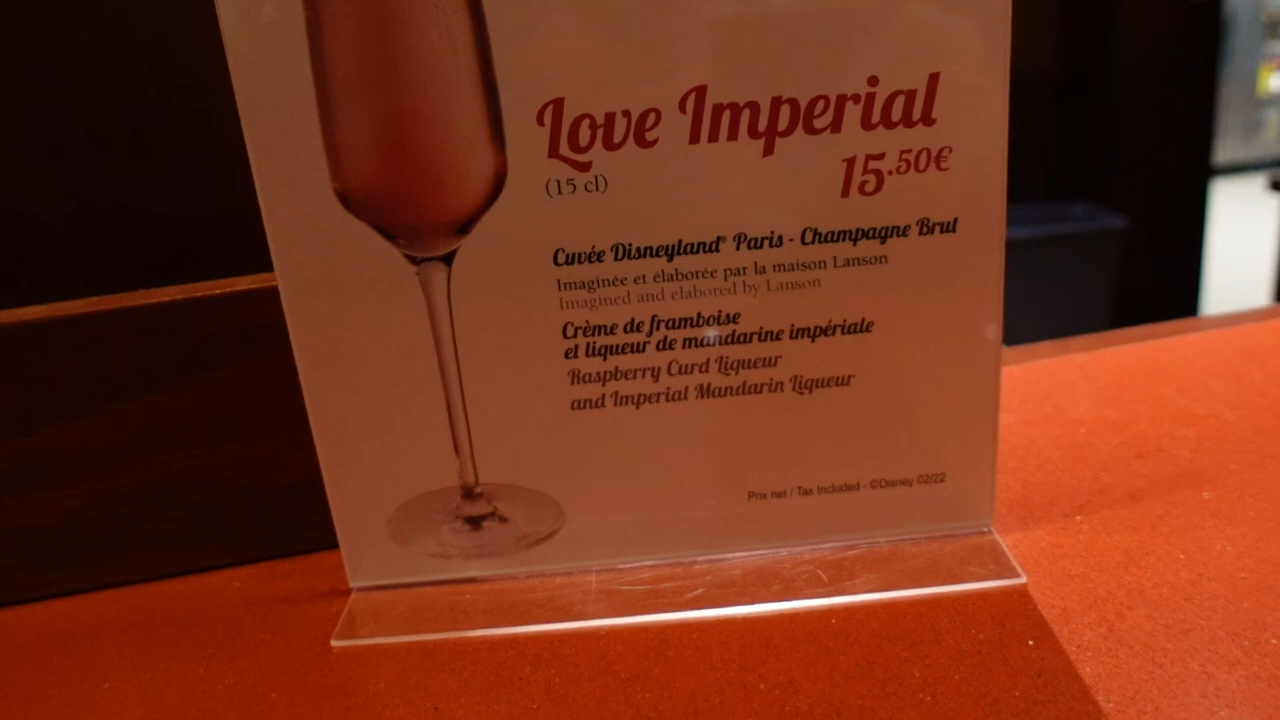 Love Imperial
(15 cl)
15.50€
Cuvée Disneyland® Paris - Champagne Brut
Imaginée et élaborée par la maison Lanson
Imagined and elabored by Lanson
Crème de framboise
et liqueur de mandarine impériale
Raspberry Curd Liqueur
and Imperial Mandarin Liqueur
Prix net / Tax Included - ©Disney 02/22